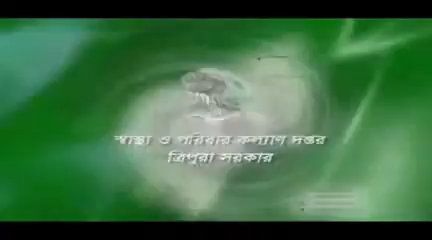 স্বাস্থ্য ও পরিবার কল্যাণ দপ্তর
ত্রিপুরা সরকার